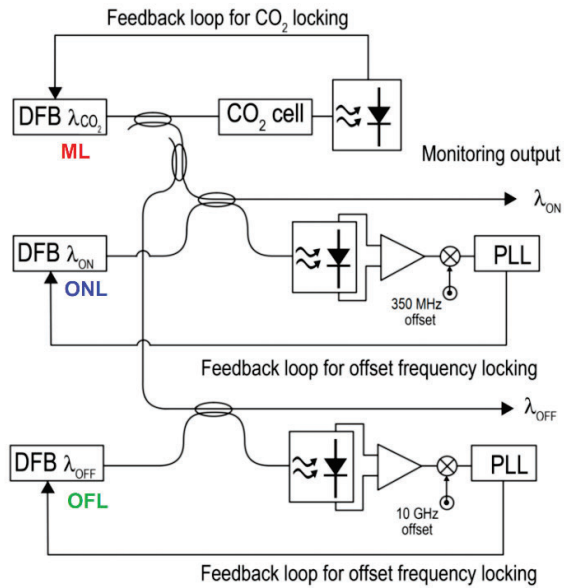 Feedback loop for CO₂ locking
DFB λCO₂
CO₂ cell
ML
Monitoring output
λON
DFB λON
ONL
PLL
350 MHz
offset
Feedback loop for offset frequency locking
λOFF
DFB λOFF
OFL
PLL
10 GHz
offset
Feedback loop for offset frequency locking